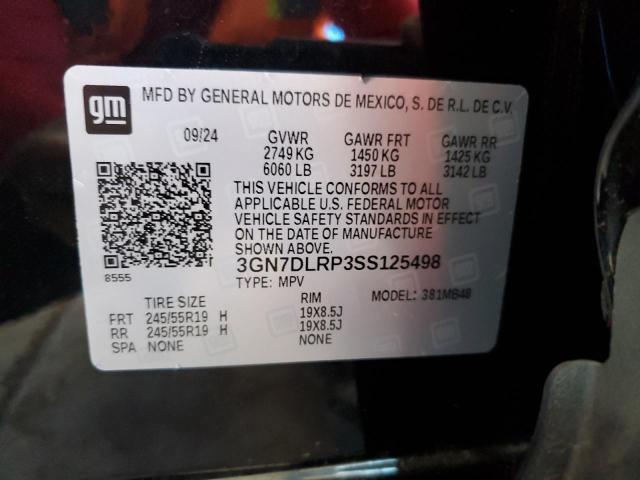 gm MFD BY GENERAL MOTORS DE MEXICO, S. DE R.L. DE C.V.
09/24 GVWR GAWR FRT GAWR RR
2749 KG 1450 KG 1425 KG
6060 LB 3197 LB 3142 LB
THIS VEHICLE CONFORMS TO ALL
APPLICABLE U.S. FEDERAL MOTOR
VEHICLE SAFETY STANDARDS IN EFFECT
ON THE DATE OF MANUFACTURE
SHOWN ABOVE.
8555 3GN7DLRP3SS125498
TYPE: MPV MODEL: 381MB48
TIRE SIZE RIM
FRT 245/55R19 H 19X8.5J
RR 245/55R19 H 19X8.5J
SPA NONE NONE